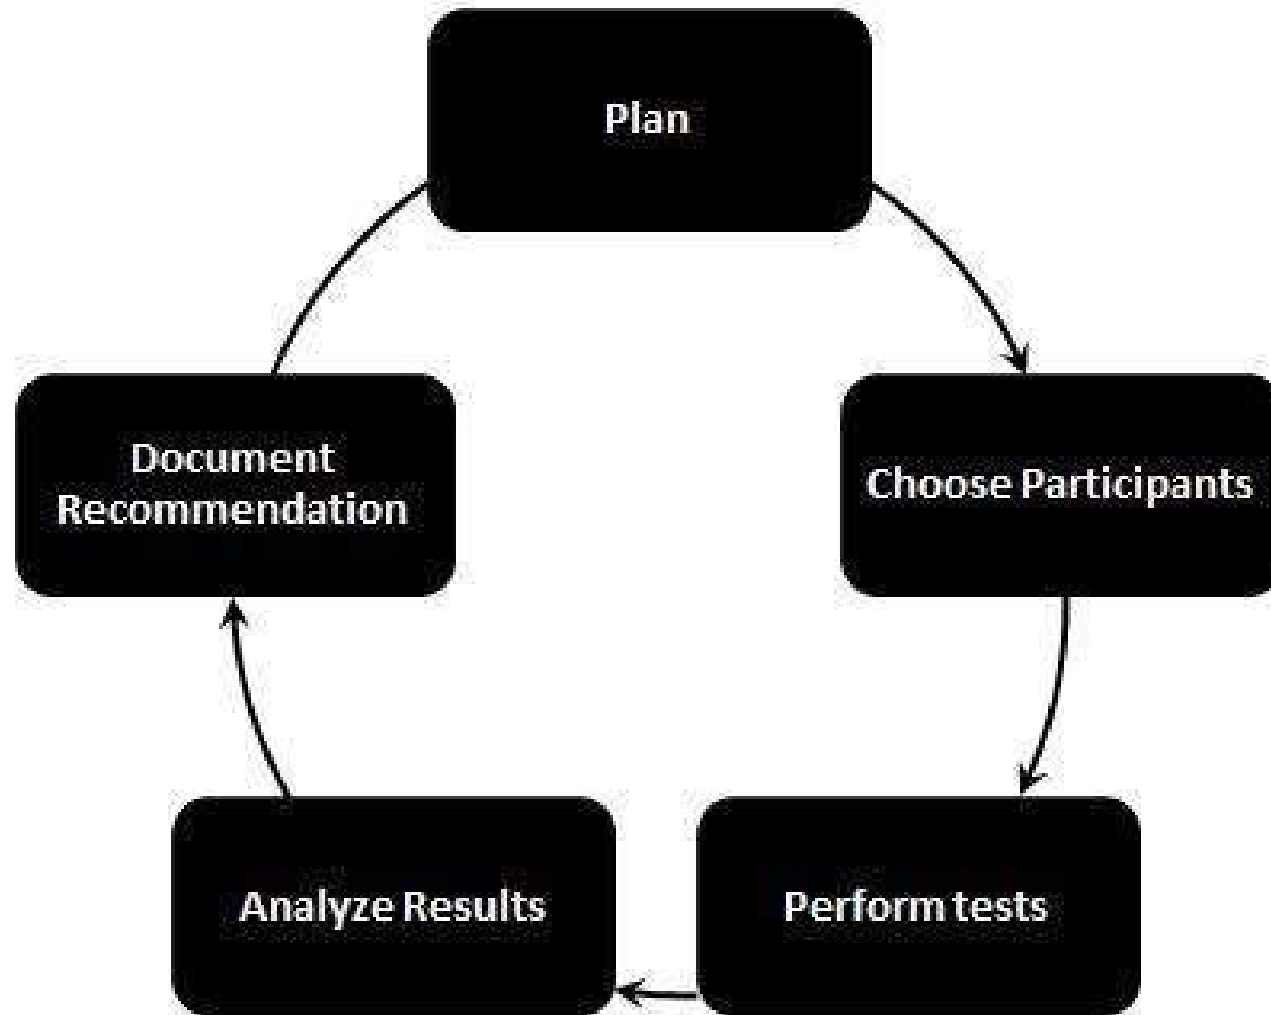 Plan
Choose Participants
Perform tests
Analyze Results
Document
Recommendation